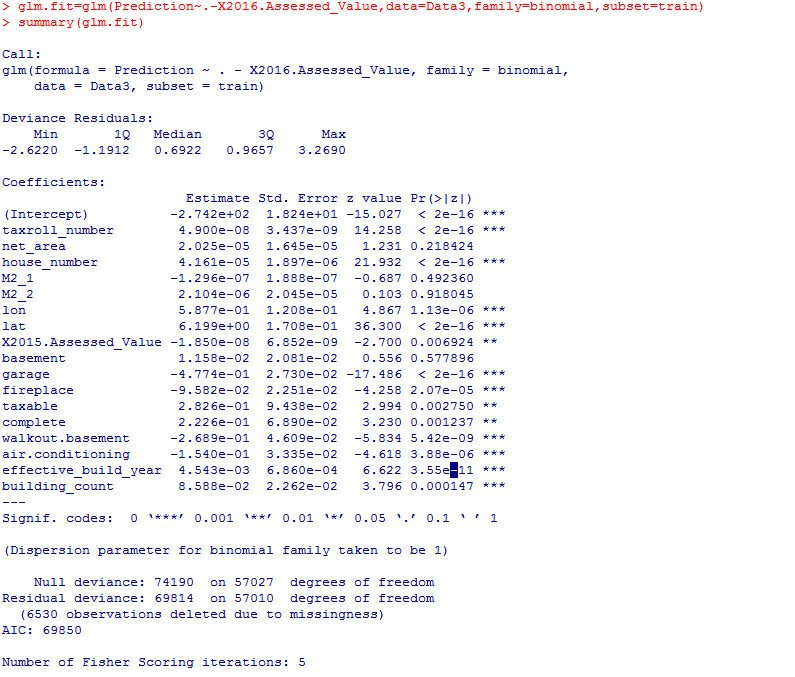 > glm.fit=glm(Prediction~.-X2016.Assessed_Value,data=Data3,family=binomial,subset=train)
> summary(glm.fit)
Call:
glm(formula = Prediction ~ . - X2016.Assessed_Value, family = binomial,
    data = Data3, subset = train)
Deviance Residuals:
    Min      1Q  Median      3Q     Max
-2.6220 -1.1912  0.6922  0.9657  3.2690
Coefficients:
                       Estimate Std. Error z value Pr(>|z|)
(Intercept)          -2.742e+02  1.824e+01 -15.027  < 2e-16 ***
taxroll_number        4.900e-08  3.437e-09  14.258  < 2e-16 ***
net_area              2.025e-05  1.645e-05   1.231 0.218424
house_number          4.161e-05  1.897e-06  21.932  < 2e-16 ***
M2_1                 -1.296e-07  1.888e-07  -0.687 0.492360
M2_2                  2.104e-06  2.045e-05   0.103 0.918045
lon                   5.877e-01  1.208e-01   4.867 1.13e-06 ***
lat                   6.199e+00  1.708e-01  36.300  < 2e-16 ***
X2015.Assessed_Value -1.850e-08  6.852e-09  -2.700 0.006924 **
basement              1.158e-02  2.081e-02   0.556 0.577896
garage               -4.774e-01  2.730e-02 -17.486  < 2e-16 ***
fireplace            -9.582e-02  2.251e-02  -4.258 2.07e-05 ***
taxable               2.826e-01  9.438e-02   2.994 0.002750 **
complete              2.226e-01  6.890e-02   3.230 0.001237 **
walkout.basement     -2.689e-01  4.609e-02  -5.834 5.42e-09 ***
air.conditioning     -1.540e-01  3.335e-02  -4.618 3.88e-06 ***
effective_build_year  4.543e-03  6.860e-04   6.622 3.55e-11 ***
building_count        8.588e-02  2.262e-02   3.796 0.000147 ***
---
Signif. codes:  0 ‘***’ 0.001 ‘**’ 0.01 ‘*’ 0.05 ‘.’ 0.1 ‘ ’ 1
(Dispersion parameter for binomial family taken to be 1)
    Null deviance: 74190  on 57027  degrees of freedom
Residual deviance: 69814  on 57010  degrees of freedom
  (6530 observations deleted due to missingness)
AIC: 69850
Number of Fisher Scoring iterations: 5